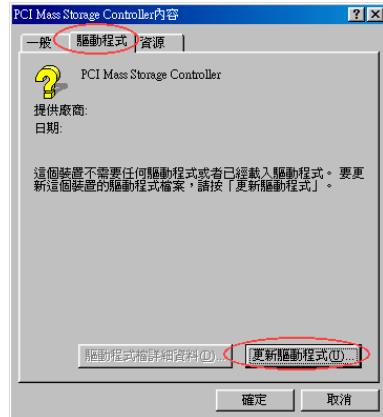 PCI Mass Storage Controller內容
一般 驅動程式 資源
PCI Mass Storage Controller
提供廠商:
日期:
這個裝置不需要任何驅動程式或者已經載入驅動程式。 要更
新這個裝置的驅動程式檔案，請按「更新驅動程式」。
驅動程式檔詳細資料(D)... 更新驅動程式(U)...
確定 取消